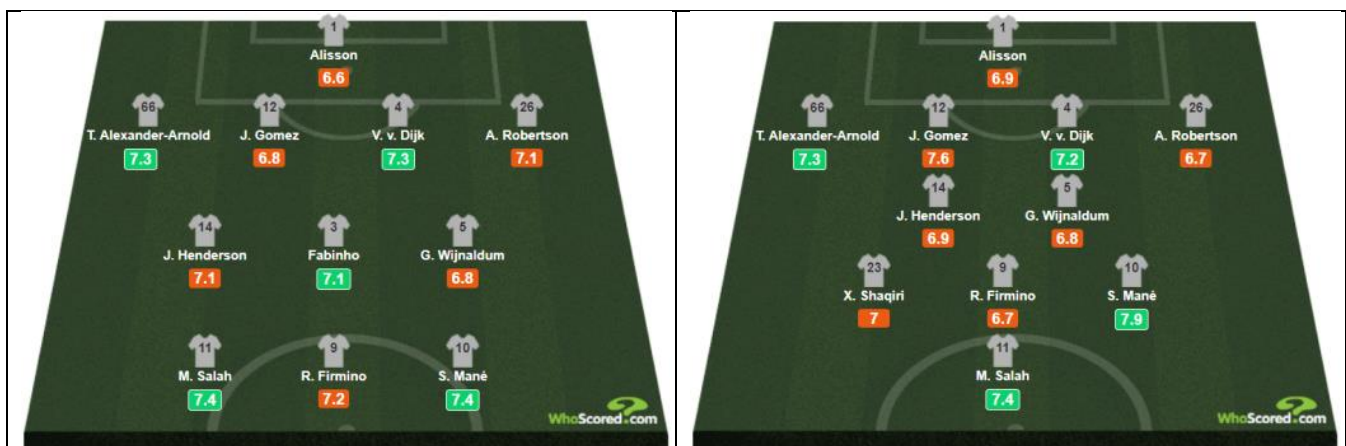 1
Alisson
6.6
66
12
4
26
T. Alexander-Arnold
J. Gomez
V. v. Dijk
A. Robertson
7.3
6.8
7.3
7.1
14
3
5
J. Henderson
Fabinho
G. Wijnaldum
7.1
7.1
6.8
11
9
10
M. Salah
R. Firmino
S. Mané
7.4
7.2
7.4
WhoScored.com
1
Alisson
6.9
66
12
4
26
T. Alexander-Arnold
J. Gomez
V. v. Dijk
A. Robertson
7.3
7.6
7.2
6.7
14
5
J. Henderson
G. Wijnaldum
6.9
6.8
23
9
10
X. Shaqiri
R. Firmino
S. Mané
7
6.7
7.9
11
M. Salah
7.4
WhoScored.com